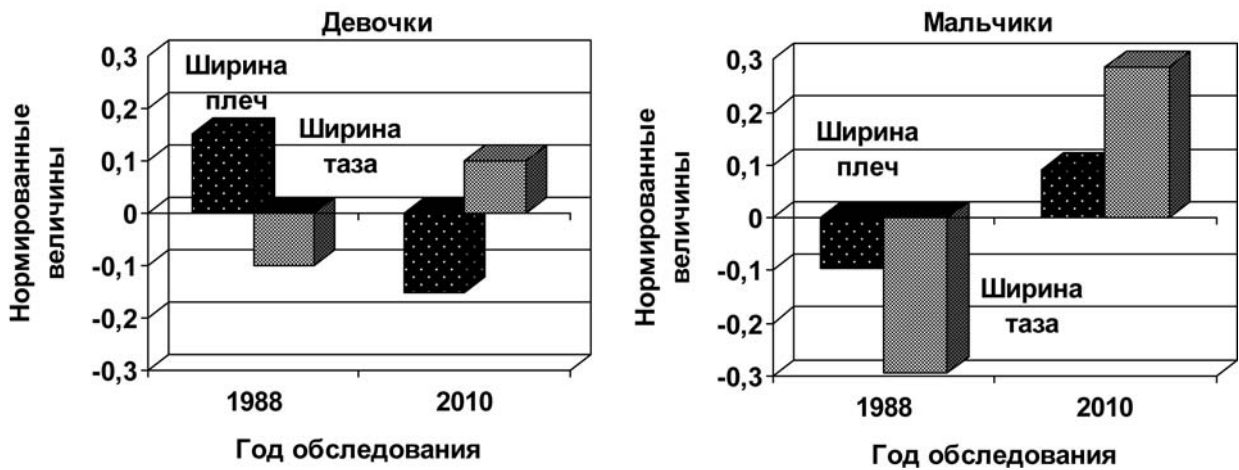 Девочки
Нормированные
величины
0,3
0,2
0,1
0
-0,1
-0,2
-0,3
Ширина
плеч
Ширина
таза
1988
2010
Год обследования
Мальчики
Нормированные
величины
0,3
0,2
0,1
0
-0,1
-0,2
-0,3
Ширина
плеч
Ширина
таза
1988
2010
Год обследования